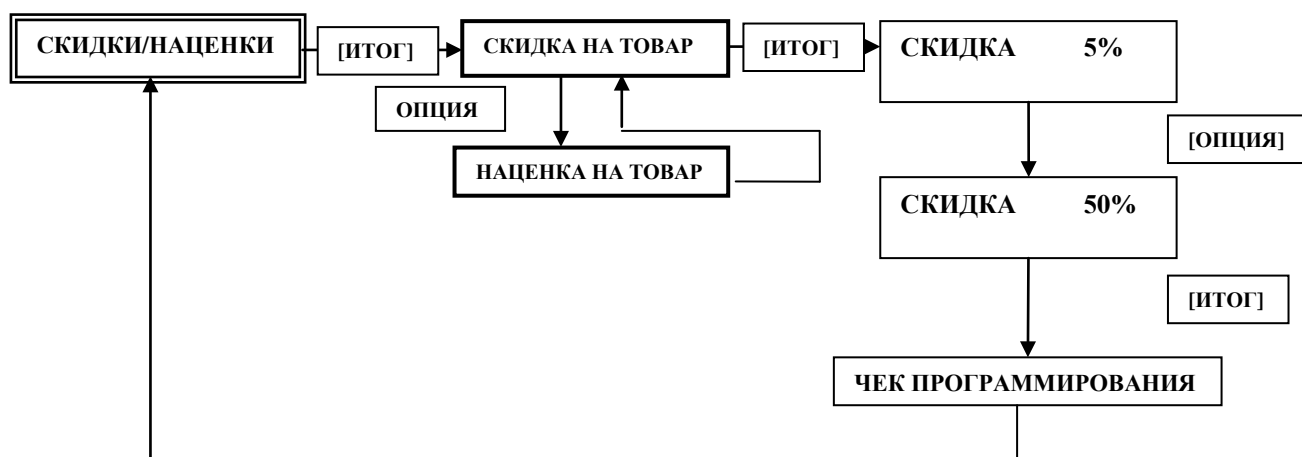 СКИДКИ/НАЦЕНКИ
[ИТОГ]
СКИДКА НА ТОВАР
[ИТОГ]
СКИДКА 5%
ОПЦИЯ
[ОПЦИЯ]
НАЦЕНКА НА ТОВАР
СКИДКА 50%
[ИТОГ]
ЧЕК ПРОГРАММИРОВАНИЯ